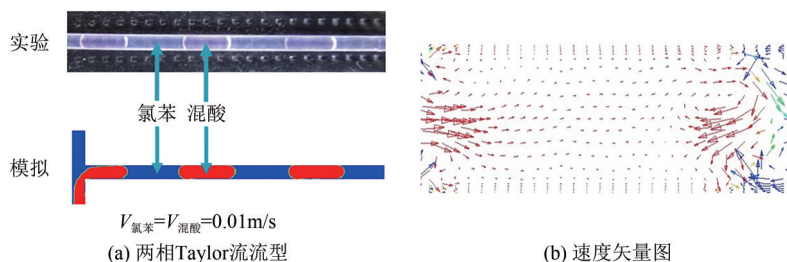 实验
氯苯 混酸
模拟
V氯苯=V混酸=0.01m/s
(a) 两相Taylor流流型
(b) 速度矢量图